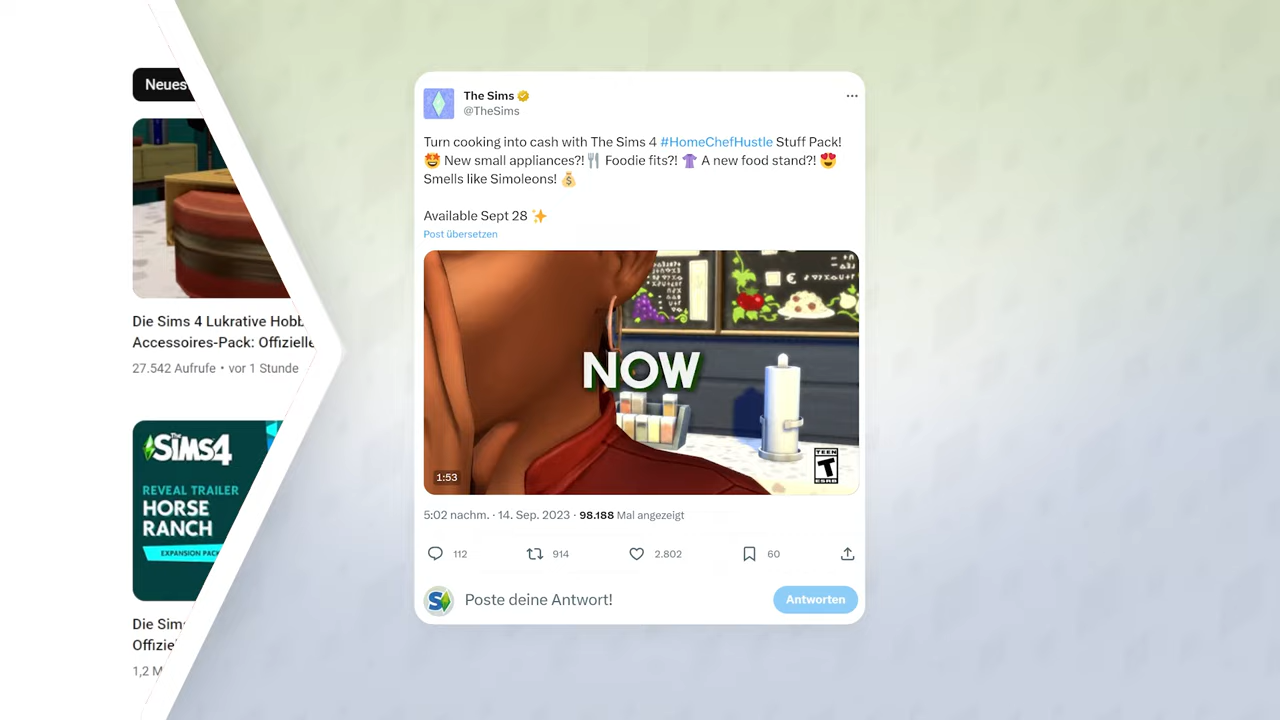 Neues
Die Sims 4 Lukrative Hobb
Accessoires-Pack: Offizielle
27.542 Aufrufe • vor 1 Stunde
THE SIMS4
REVEAL TRAILER
HORSE
RANCH
EXPANSION PACK
Die Sim
Offizie
1,2 M
The Sims
@TheSims
Turn cooking into cash with The Sims 4 #HomeChefHustle Stuff Pack!
🤩 New small appliances?!🍴 Foodie fits?! 👚 A new food stand?! 😍
Smells like Simoleons! 💰
Available Sept 28 ✨
Post übersetzen
NOW
1:53
TEEN
T
ESRB
5:02 nachm. · 14. Sep. 2023 · 98.188 Mal angezeigt
112 914 2.802 60
S4
Poste deine Antwort!
Antworten